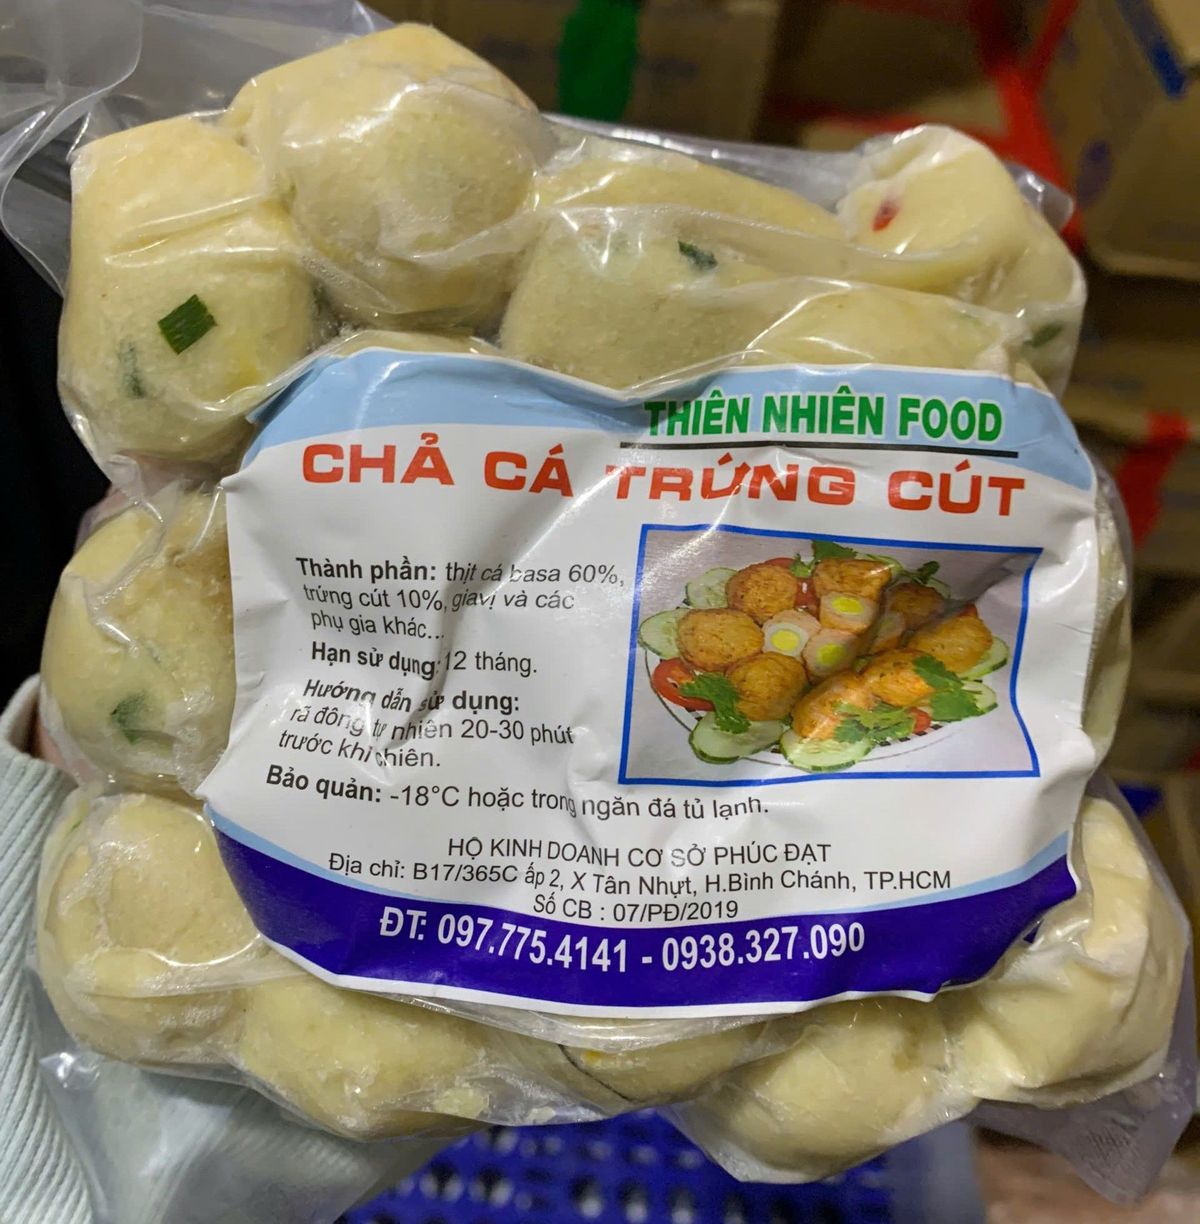 THIÊN NHIÊN FOOD
CHẢ CÁ TRỨNG CÚT
Thành phần: thịt cá basa 60%,
trứng cút 10%, giavị và các
phụ gia khác...
Hạn sử dụng: 12 tháng.
Hướng dẫn sử dụng:
rã đông tự nhiên 20-30 phút
trước khi chiên.
Bảo quản: -18°C hoặc trong ngăn đá tủ lạnh.
HỘ KINH DOANH CƠ SỞ PHÚC ĐẠT
Địa chỉ: B17/365C ấp 2, X Tân Nhựt, H.Bình Chánh, TP.HCM
Số CB : 07/PĐ/2019
ĐT: 097.775.4141 - 0938.327.090